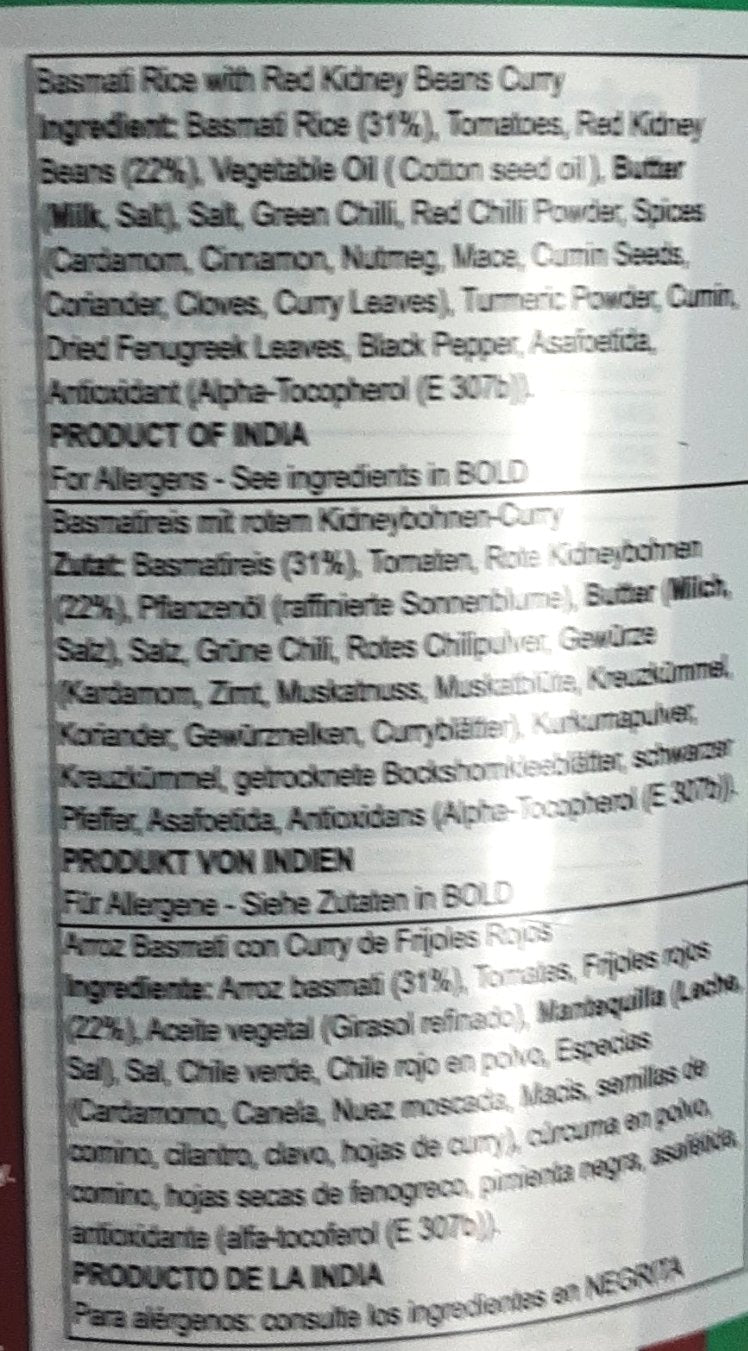 Basmati Rice with Red Kidney Beans Curry
Ingredient: Basmati Rice (31%), Tomatoes, Red Kidney
Beans (22%), Vegetable Oil ( Cotton seed oil ), Butter
(Milk, Salt), Salt, Green Chilli, Red Chilli Powder, Spices
(Cardamom, Cinnamon, Nutmeg, Mace, Cumin Seeds,
Coriander, Cloves, Curry Leaves), Turmeric Powder, Cumin,
Dried Fenugreek Leaves, Black Pepper, Asafoetida,
Antioxidant (Alpha-Tocopherol (E 307b)).
PRODUCT OF INDIA
For Allergens - See ingredients in BOLD
Basmatireis mit rotem Kidneybohnen-Curry
Zutat: Basmatireis (31%), Tomaten, Rote Kidneybohnen
(22%), Pflanzenöl (raffinierte Sonnenblume), Butter (Milch,
Salz), Salz, Grüne Chili, Rotes Chilipulver, Gewürze
(Kardamom, Zimt, Muskatnuss, Muskatblüte, Kreuzkümmel,
Koriander, Gewürznelken, Curryblätter), Kurkumapulver,
Kreuzkümmel, getrocknete Bockshornkleeblätter, schwarzer
Pfeffer, Asafoetida, Antioxidans (Alpha-Tocopherol (E 307b)).
PRODUKT VON INDIEN
Für Allergene - Siehe Zutaten in BOLD
Arroz Basmati con Curry de Frijoles Rojos
Ingrediente: Arroz basmati (31%), Tomates, Frijoles rojos
(22%), Aceite vegetal (Girasol refinado), Mantequilla (Leche,
Sal), Sal, Chile verde, Chile rojo en polvo, Especias
(Cardamomo, Canela, Nuez moscada, Macis, semillas de
comino, cilantro, clavo, hojas de curry), cúrcuma en polvo,
comino, hojas secas de fenogreco, pimienta negra, asafétida,
antioxidante (alfa-tocoferol (E 307b)).
PRODUCTO DE LA INDIA
Para alérgenos: consulte los ingredientes en NEGRITA